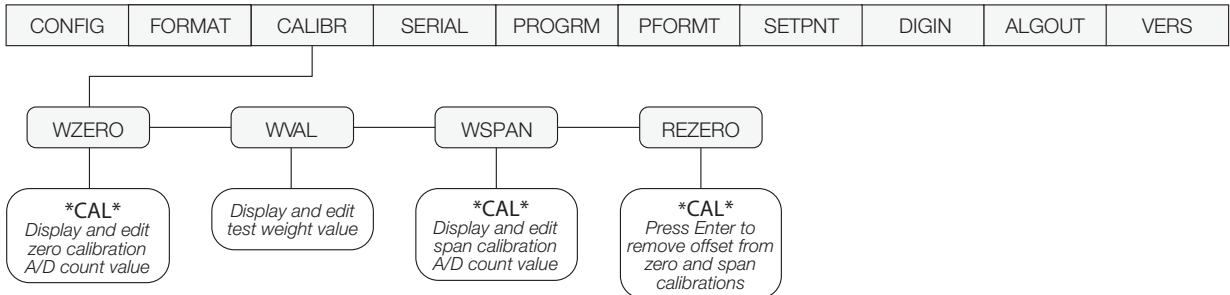 CONFIG FORMAT CALIBR SERIAL PROGRM PFORMT SETPNT DIGIN ALGOUT VERS
WZERO WVAL WSPAN REZERO
*CAL*
Display and edit
zero calibration
A/D count value
Display and edit
test weight value
*CAL*
Display and edit
span calibration
A/D count value
*CAL*
Press Enter to
remove offset from
zero and span
calibrations